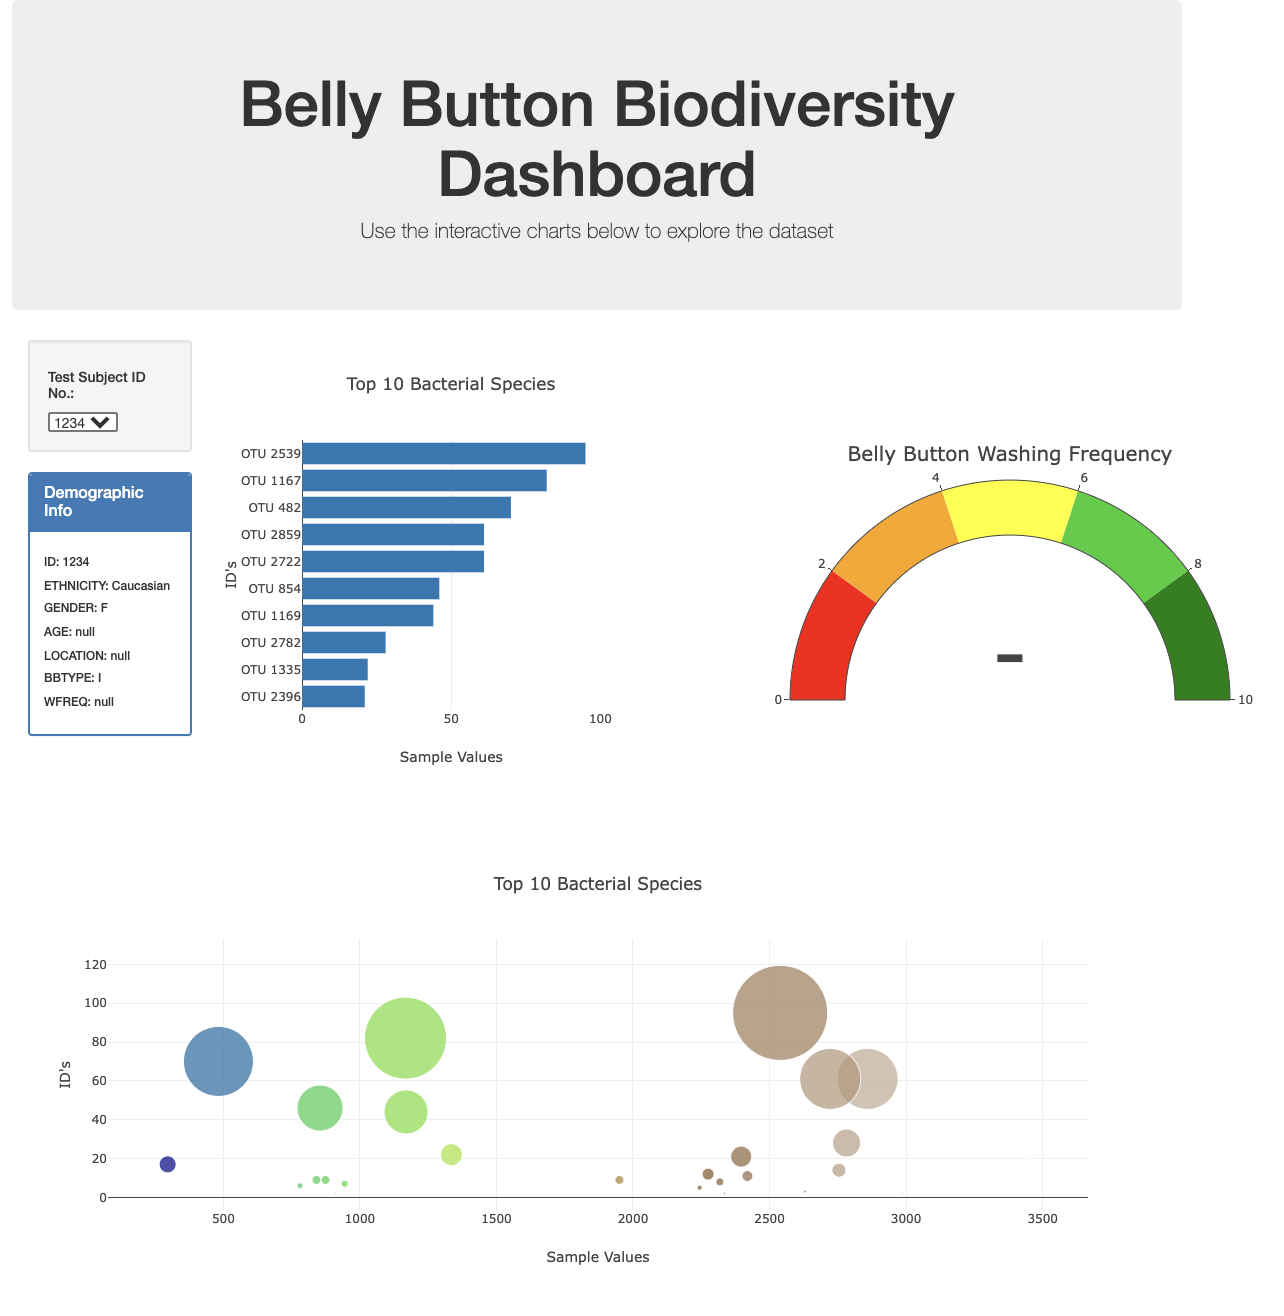 Belly Button Biodiversity
Dashboard
Use the interactive charts below to explore the dataset
Test Subject ID
No.:
1234
Demographic
Info
ID: 1234
ETHNICITY: Caucasian
GENDER: F
AGE: null
LOCATION: null
BBTYPE: I
WFREQ: null
Top 10 Bacterial Species
ID's
OTU 2539
OTU 1167
OTU 482
OTU 2859
OTU 2722
OTU 854
OTU 1169
OTU 2782
OTU 1335
OTU 2396
0 50 100
Sample Values
Belly Button Washing Frequency
0
2
4
6
8
10
Top 10 Bacterial Species
ID's
120
100
80
60
40
20
0
500 1000 1500 2000 2500 3000 3500
Sample Values